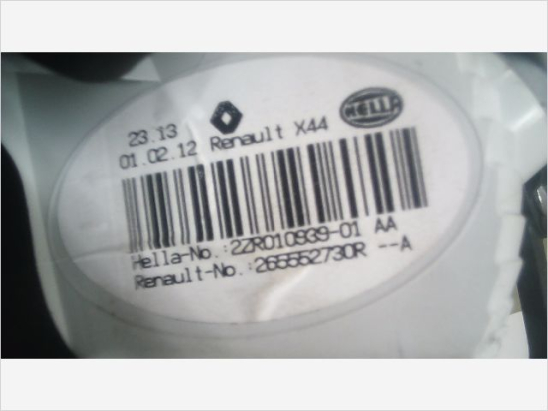 23.13
HELLA
01.02.12 Renault X44
Hella-No.:2ZR010939-01 AA
Renault-No.:265552730R --A